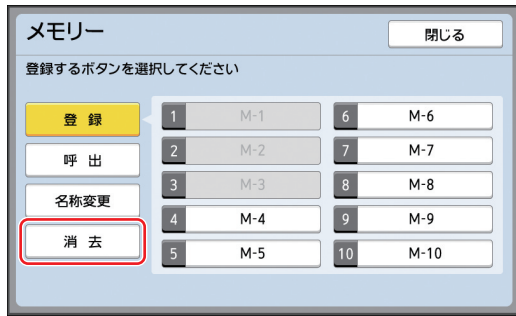 メモリー
閉じる
登録するボタンを選択してください
登 録
呼 出
名称変更
消 去
1 M-1
2 M-2
3 M-3
4 M-4
5 M-5
6 M-6
7 M-7
8 M-8
9 M-9
10 M-10